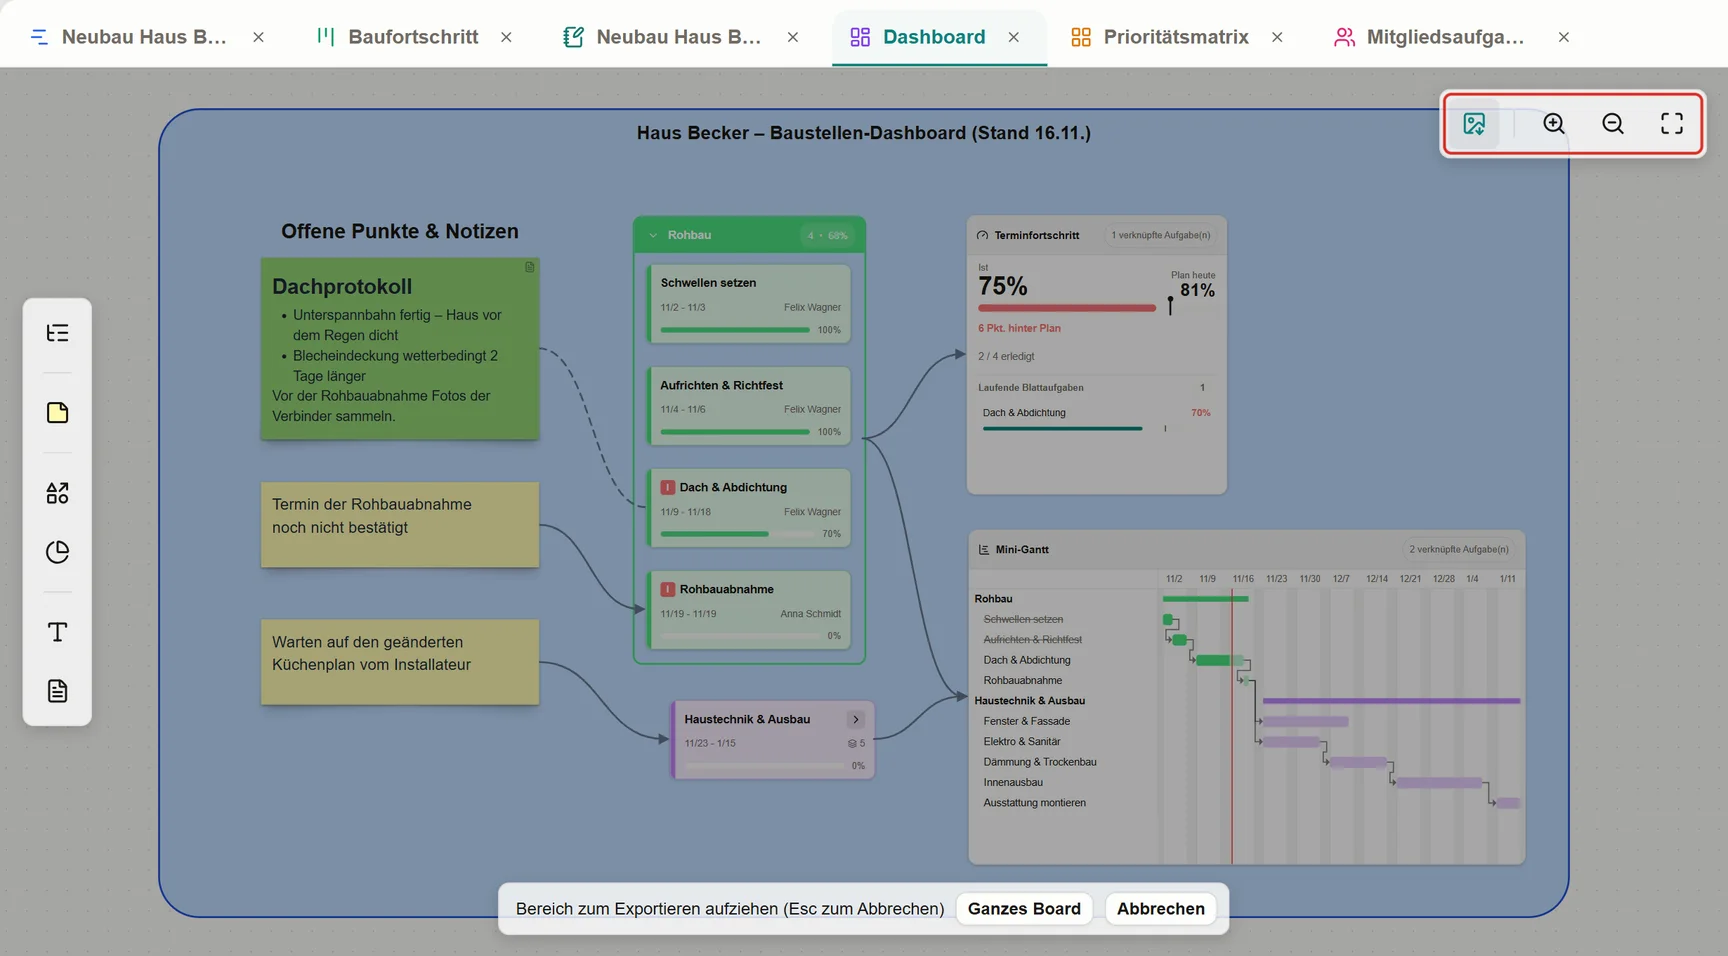 Neubau Haus B...
Baufortschritt
Neubau Haus B...
Dashboard
Prioritätsmatrix
Mitgliedsaufga...
Haus Becker – Baustellen-Dashboard (Stand 16.11.)
Offene Punkte & Notizen
Dachprotokoll
• Unterspannbahn fertig – Haus vor
dem Regen dicht
• Blecheindeckung wetterbedingt 2
Tage länger
Vor der Rohbauabnahme Fotos der
Verbinder sammeln.
Termin der Rohbauabnahme
noch nicht bestätigt
Warten auf den geänderten
Küchenplan vom Installateur
Rohbau
4 • 68%
Schwellen setzen
11/2 - 11/3
Felix Wagner
100%
Aufrichten & Richtfest
11/4 - 11/6
Felix Wagner
100%
! Dach & Abdichtung
11/9 - 11/18
Felix Wagner
70%
! Rohbauabnahme
11/19 - 11/19
Anna Schmidt
0%
Haustechnik & Ausbau
11/23 - 1/15
5
0%
Terminfortschritt
1 verknüpfte Aufgabe(n)
Ist
75%
Plan heute
81%
6 Pkt. hinter Plan
2 / 4 erledigt
Laufende Blattaufgaben
1
Dach & Abdichtung
70%
Mini-Gantt
2 verknüpfte Aufgabe(n)
11/2 11/9 11/16 11/23 11/30 12/7 12/14 12/21 12/28 1/4 1/11
Rohbau
Schwellen setzen
Aufrichten & Richtfest
Dach & Abdichtung
Rohbauabnahme
Haustechnik & Ausbau
Fenster & Fassade
Elektro & Sanitär
Dämmung & Trockenbau
Innenausbau
Ausstattung montieren
Bereich zum Exportieren aufziehen (Esc zum Abbrechen)
Ganzes Board
Abbrechen